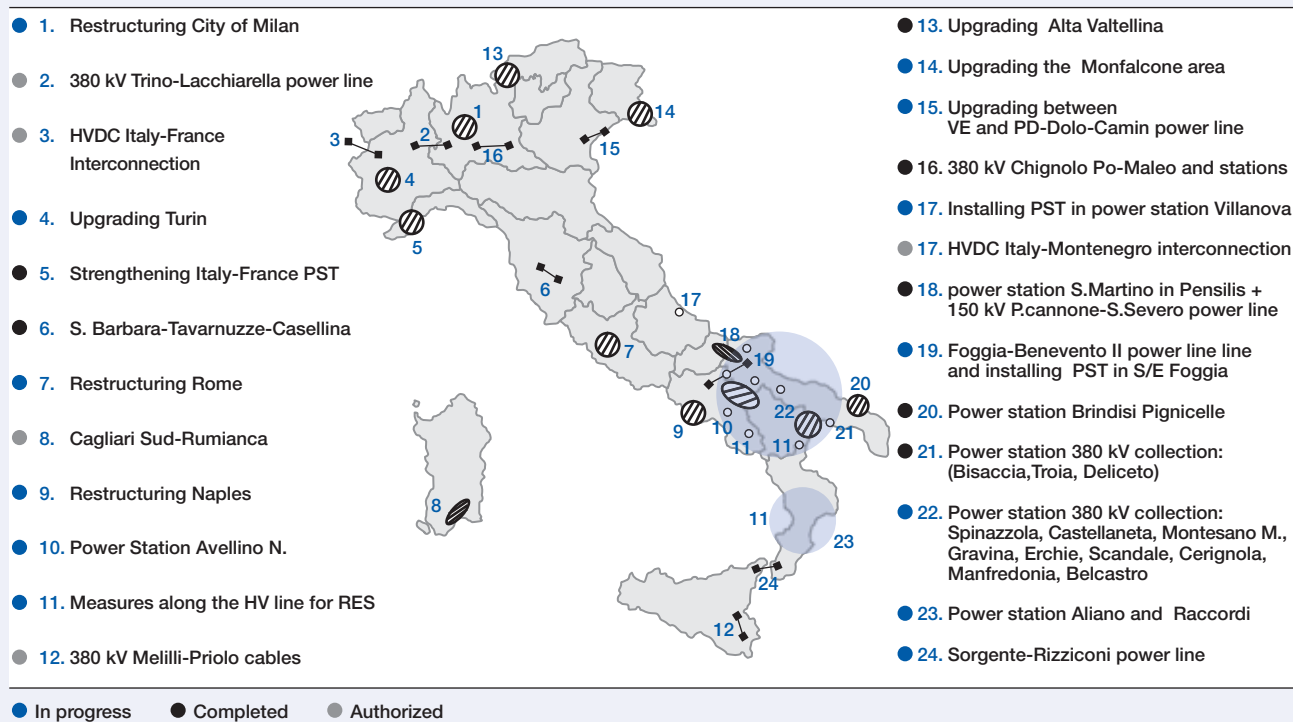 1. Restructuring City of Milan
2. 380 kV Trino-Lacchiarella power line
3. HVDC Italy-France
Interconnection
4. Upgrading Turin
5. Strengthening Italy-France PST
6. S. Barbara-Tavarnuzze-Casellina
7. Restructuring Rome
8. Cagliari Sud-Rumianca
9. Restructuring Naples
10. Power Station Avellino N.
11. Measures along the HV line for RES
12. 380 kV Melilli-Priolo cables
13
1
2
3
16
14
15
4
5
6
17
7
18
19
20
9
10
22
21
11
11
8
11
23
24
12
13. Upgrading Alta Valtellina
14. Upgrading the Monfalcone area
15. Upgrading between
VE and PD-Dolo-Camin power line
16. 380 kV Chignolo Po-Maleo and stations
17. Installing PST in power station Villanova
17. HVDC Italy-Montenegro interconnection
18. power station S.Martino in Pensilis +
150 kV P.cannone-S.Severo power line
19. Foggia-Benevento II power line line
and installing PST in S/E Foggia
20. Power station Brindisi Pignicelle
21. Power station 380 kV collection:
(Bisaccia,Troia, Deliceto)
22. Power station 380 kV collection:
Spinazzola, Castellaneta, Montesano M.,
Gravina, Erchie, Scandale, Cerignola,
Manfredonia, Belcastro
23. Power station Aliano and Raccordi
24. Sorgente-Rizziconi power line
In progress Completed Authorized